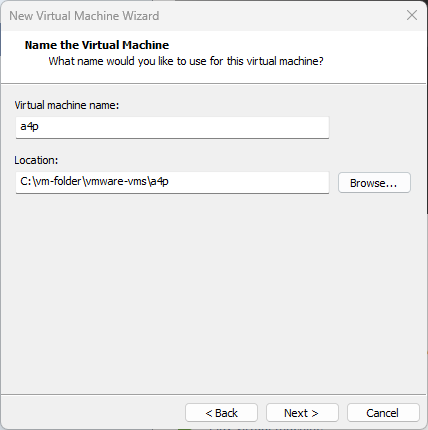 New Virtual Machine Wizard
Name the Virtual Machine
What name would you like to use for this virtual machine?
Virtual machine name:
a4p
Location:
C:\vm-folder\vmware-vms\a4p
Browse...
< Back
Next >
Cancel